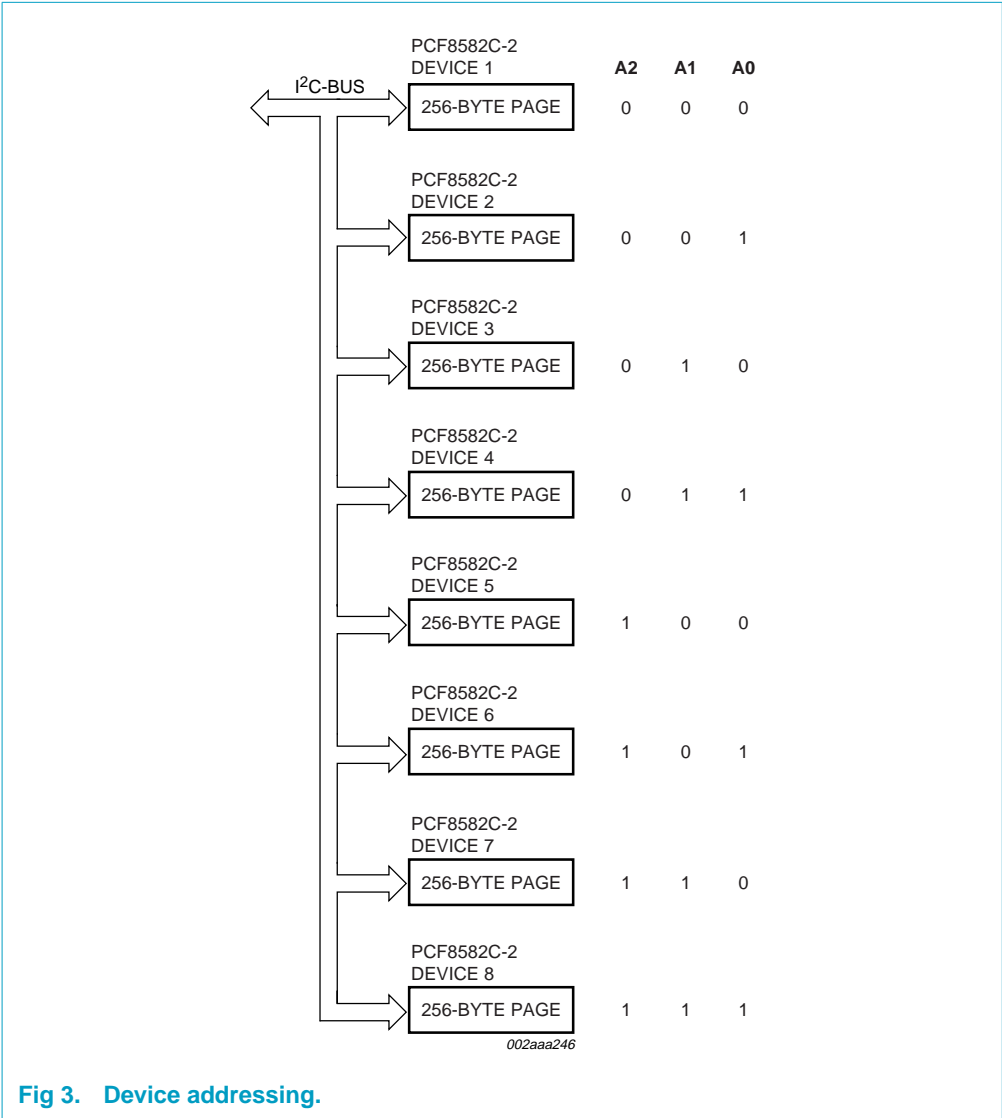 PCF8582C-2
DEVICE 1 A2 A1 A0
I2C-BUS
256-BYTE PAGE 0 0 0
PCF8582C-2
DEVICE 2
256-BYTE PAGE 0 0 1
PCF8582C-2
DEVICE 3
256-BYTE PAGE 0 1 0
PCF8582C-2
DEVICE 4
256-BYTE PAGE 0 1 1
PCF8582C-2
DEVICE 5
256-BYTE PAGE 1 0 0
PCF8582C-2
DEVICE 6
256-BYTE PAGE 1 0 1
PCF8582C-2
DEVICE 7
256-BYTE PAGE 1 1 0
PCF8582C-2
DEVICE 8
256-BYTE PAGE 1 1 1
002aaa246
Fig 3. Device addressing.